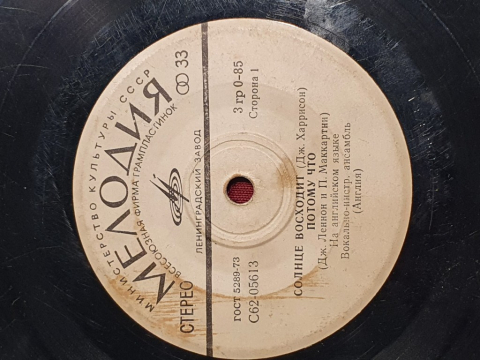 МИНИСТЕРСТВО КУЛЬТУРЫ СССР
МЕЛОДИЯ
ВСЕСОЮЗНАЯ ФИРМА ГРАМПЛАСТИНОК
СТЕРЕО
33
ЛЕНИНГРАДСКИЙ ЗАВОД
ГОСТ 5289-73
С62-05613
3 гр 0-85
Сторона 1
СОЛНЦЕ ВОСХОДИТ (Дж. Харрисон)
ПОТОМУ ЧТО
(Дж. Леннон и П. Маккартни)
На английском языке
Вокально-инстр. ансамбль
(Англия)